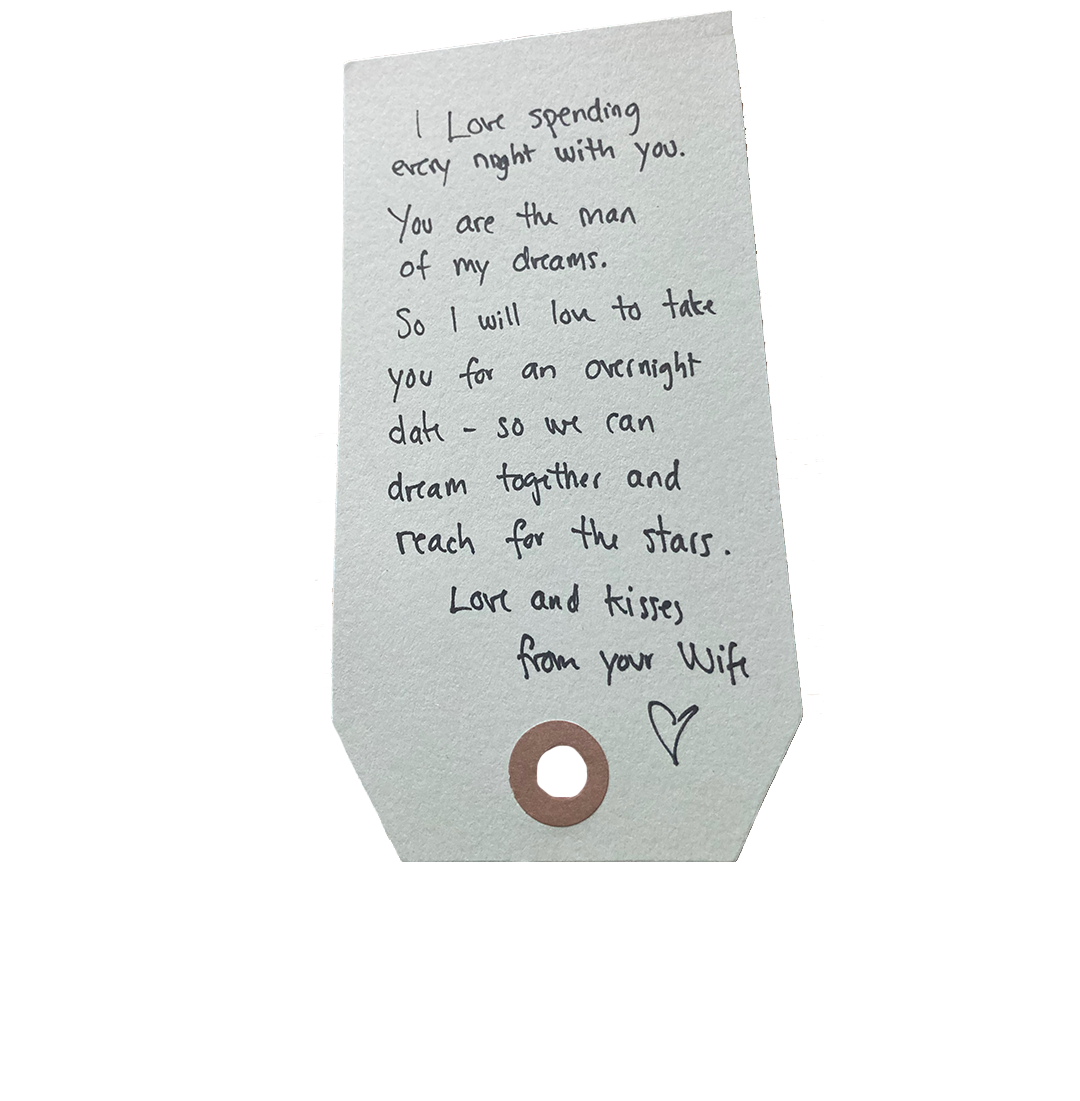 I Love spending
every night with you.
You are the man
of my dreams.
So I will love to take
you for an overnight
date - so we can
dream together and
reach for the stars.
Love and kisses
from your Wife